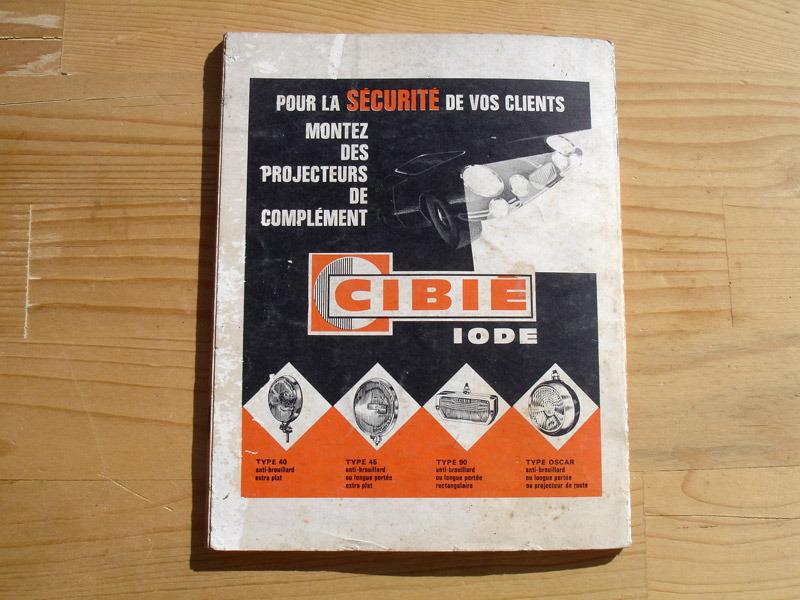 POUR LA SÉCURITÉ DE VOS CLIENTS
MONTEZ
DES
PROJECTEURS
DE
COMPLÉMENT
CIBIÉ
IODE
CIBIE
TYPE 40
anti-brouillard
extra plat
TYPE 45
anti-brouillard
ou longue portée
extra plat
TYPE 90
anti-brouillard
ou longue portée
rectangulaire
TYPE OSCAR
anti-brouillard
ou longue portée
ou projecteur de route